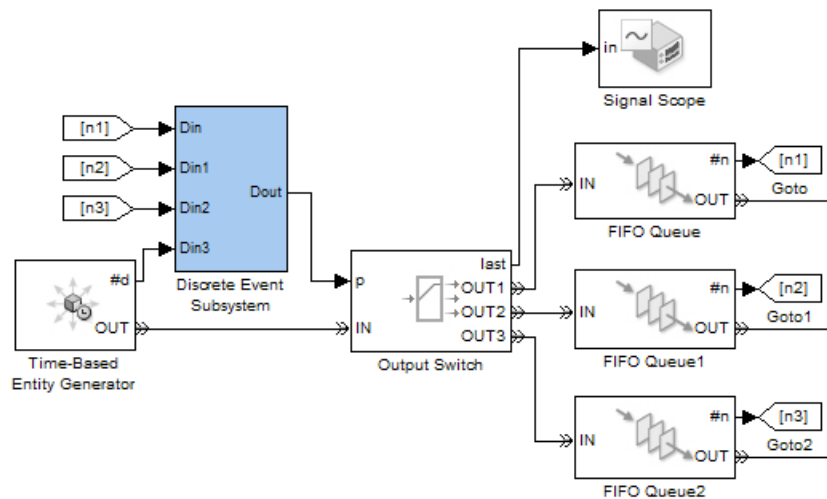 in
Signal Scope
[n1]
[n2]
[n3]
Din
Din1
Din2
Din3
Dout
Discrete Event
Subsystem
#d
OUT
Time-Based
Entity Generator
p
IN
last
OUT1
OUT2
OUT3
Output Switch
IN
#n
OUT
FIFO Queue
[n1]
Goto
IN
#n
OUT
FIFO Queue1
[n2]
Goto1
IN
#n
OUT
FIFO Queue2
[n3]
Goto2